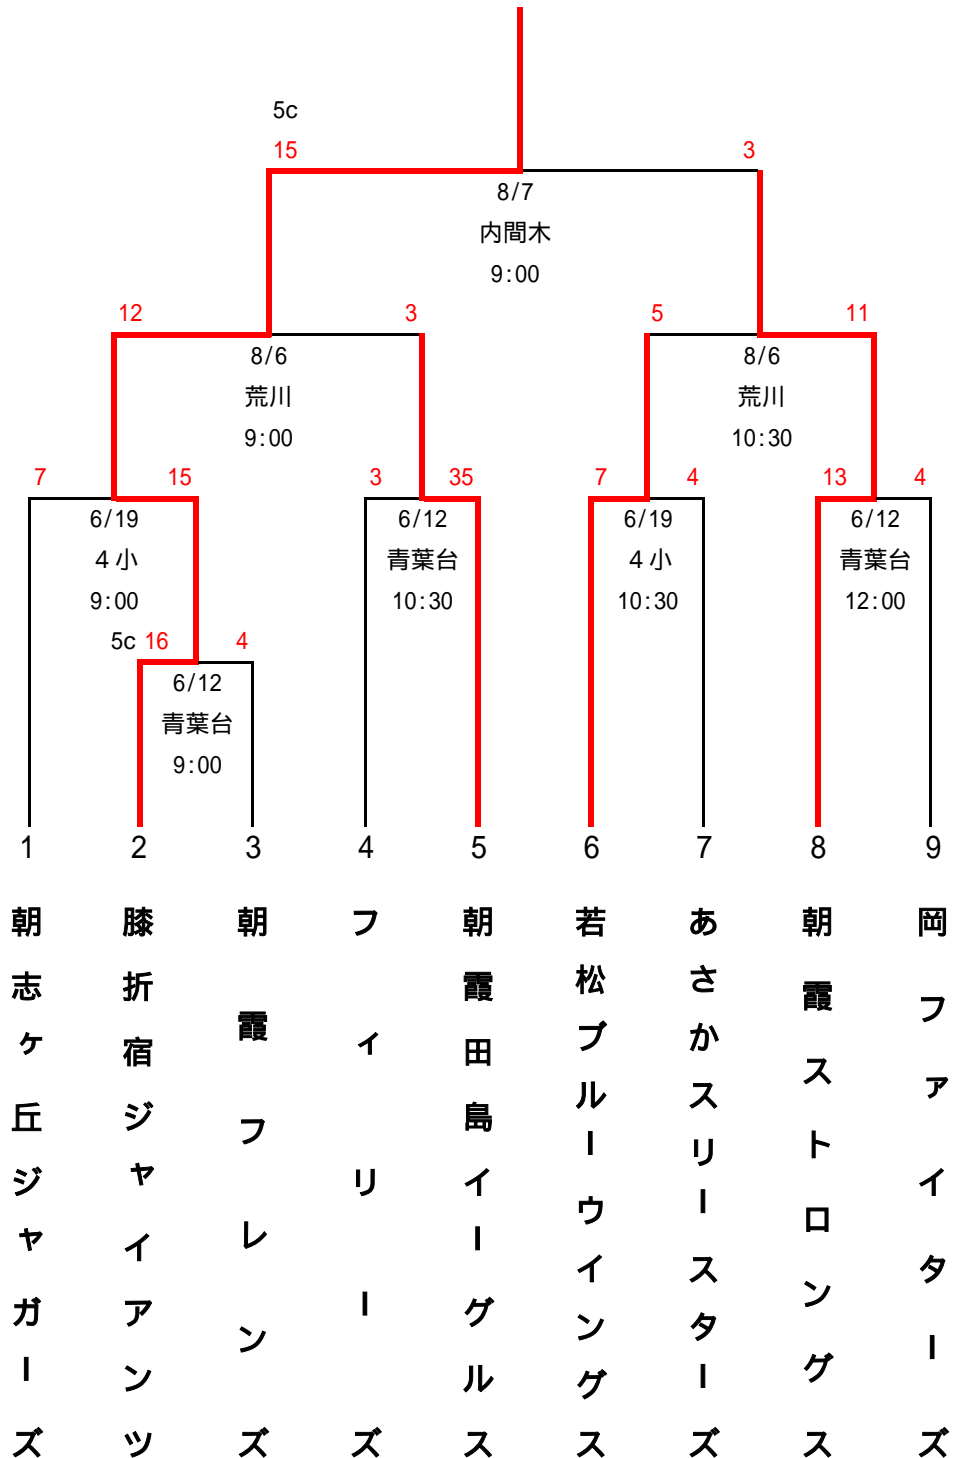 5c
15 3
8/7
内間木
9:00
12 3 5 11
8/6 8/6
荒川 荒川
9:00 10:30
7 15 3 35 7 4 13 4
6/19 6/12 6/19 6/12
４小 青葉台 ４小 青葉台
9:00 10:30 10:30 12:00
5c 16 4
6/12
青葉台
9:00
1 2 3 4 5 6 7 8 9
朝志ヶ丘ジャガーズ
膝折宿ジャイアンツ
朝霞フレンズ
フィリーズ
朝霞田島イーグルス
若松ブルーウイングス
あさかスリースターズ
朝霞ストロングス
岡ファイターズ